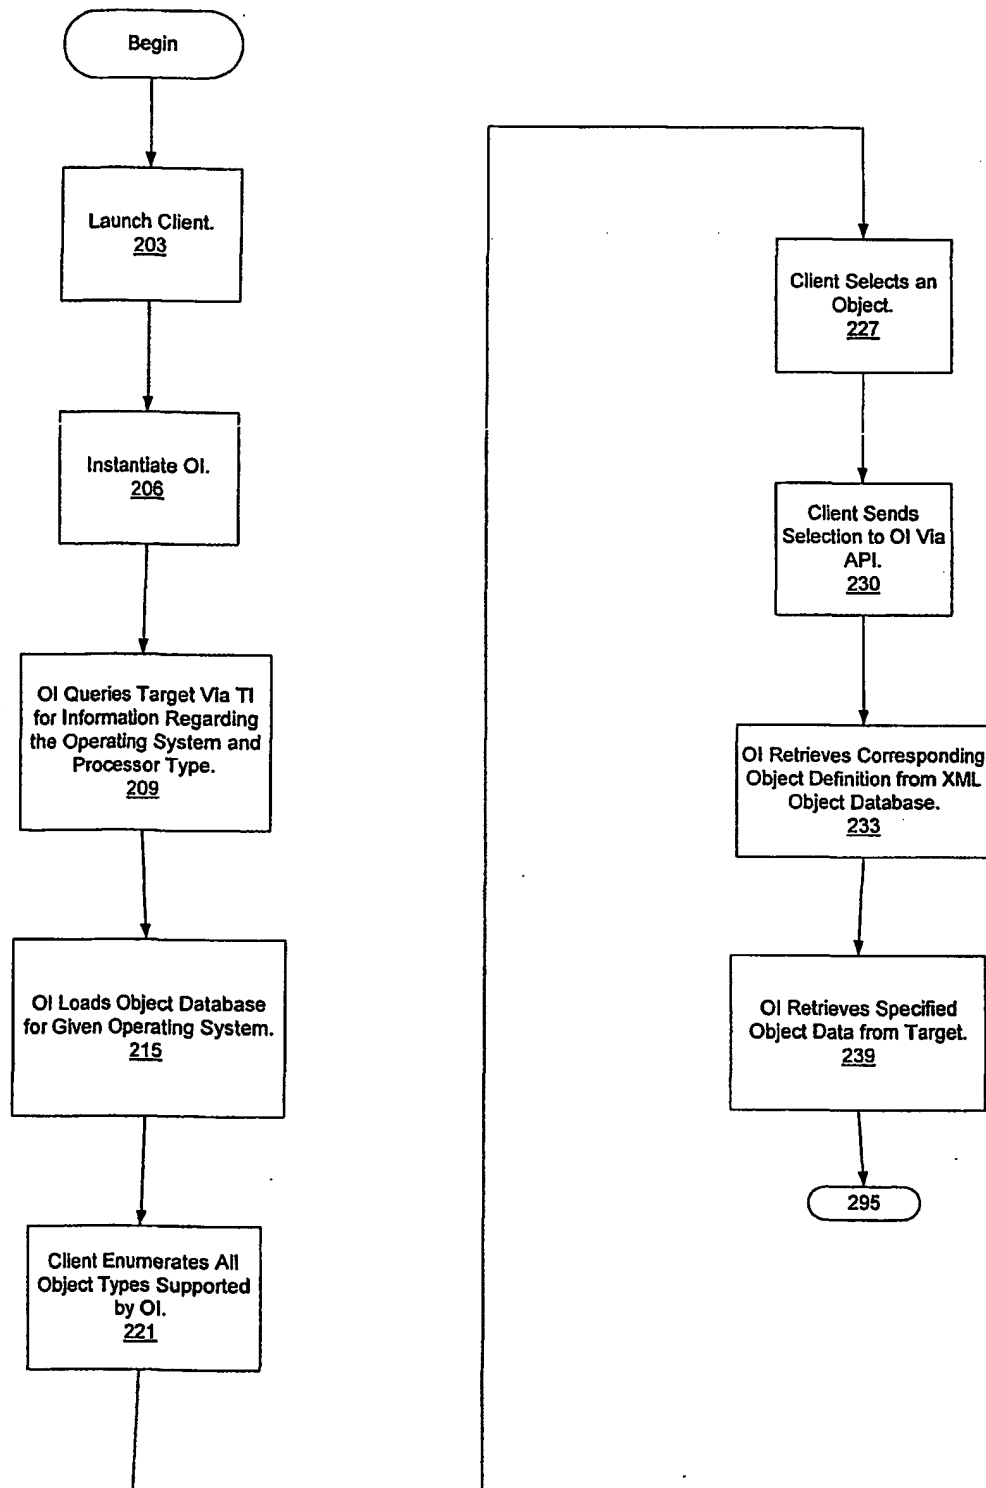 Begin
Launch Client.
203
Instantiate OI.
206
OI Queries Target Via TI
for Information Regarding
the Operating System and
Processor Type.
209
OI Loads Object Database
for Given Operating System.
215
Client Enumerates All
Object Types Supported
by OI.
221
Client Selects an
Object.
227
Client Sends
Selection to OI Via
API.
230
OI Retrieves Corresponding
Object Definition from XML
Object Database.
233
OI Retrieves Specified
Object Data from Target.
239
295